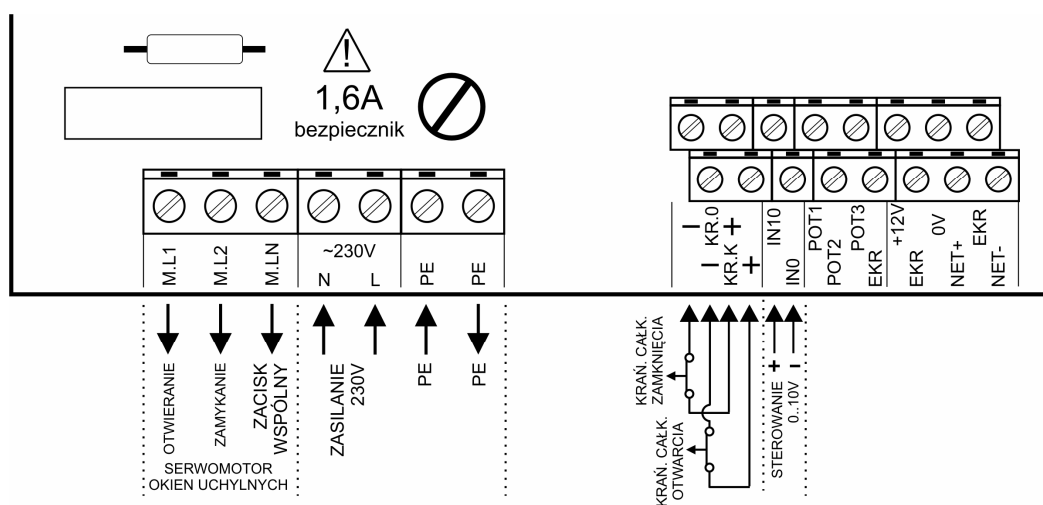 1,6A
bezpiecznik
M.L1
M.L2
M.LN
~230V
N
L
PE
PE
– KR.0 +
– KR.K +
IN10
IN0
POT1
POT2
POT3
EKR
+12V
EKR
0V
NET+
EKR
NET-
OTWIERANIE
ZAMYKANIE
ZACISK
WSPÓLNY
SERWOMOTOR
OKIEN UCHYLNYCH
ZASILANIE
230V
PE
PE
KRAŃ. CAŁK.
ZAMKNIĘCIA
KRAŃ. CAŁK.
OTWARCIA
STEROWANIE +
0..10V –